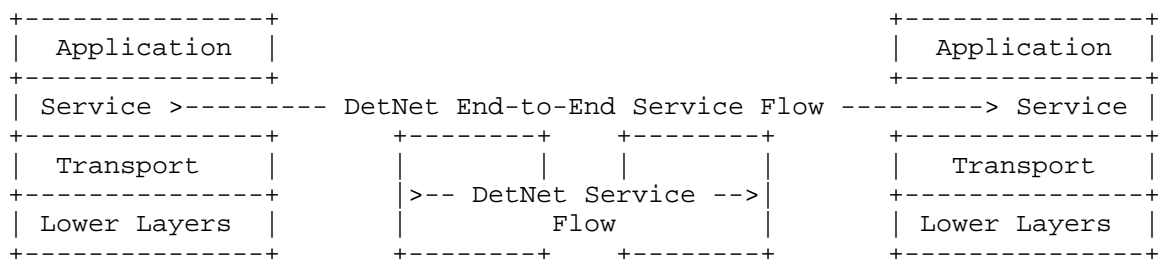 +---------------+ +---------------+
| Application | | Application |
+---------------+ +---------------+
| Service >--------- DetNet End-to-End Service Flow ---------> Service |
+---------------+ +--------+ +--------+ +---------------+
| Transport | | | | | | Transport |
+---------------+ |>-- DetNet Service -->| +---------------+
| Lower Layers | | Flow | | Lower Layers |
+---------------+ +--------+ +--------+ +---------------+